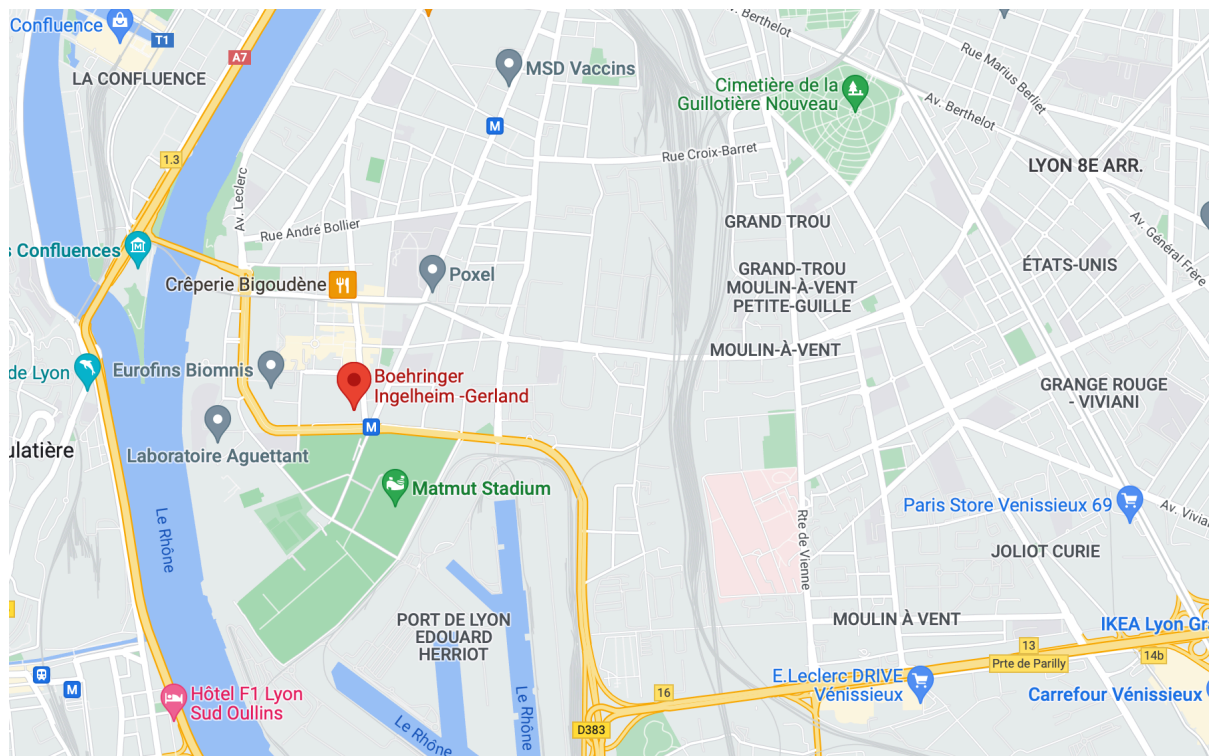 Confluence
T1
A7
LA CONFLUENCE
MSD Vaccins
M
Cimetière de la
Guillotière Nouveau
Av. Berthelot
Rue Marius Berliet
Av. Berthelot
1.3
Av. Leclerc
Rue Croix-Barret
LYON 8E ARR.
Rue André Bollier
GRAND TROU
Av. Général Frère
s Confluences
Crêperie Bigoudène
Poxel
GRAND-TROU
MOULIN-À-VENT
PETITE-GUILLE
ÉTATS-UNIS
MOULIN-À-VENT
de Lyon
Eurofins Biomnis
Boehringer
Ingelheim -Gerland
GRANGE ROUGE
- VIVIANI
M
ulatière
Laboratoire Aguettant
Matmut Stadium
Le Rhône
Rte de Vienne
Paris Store Venissieux 69
Av. Vivian
JOLIOT CURIE
PORT DE LYON
EDOUARD
HERRIOT
MOULIN À VENT
IKEA Lyon Gra
13
14b
Prte de Parilly
M
Hôtel F1 Lyon
Sud Oullins
Le Rhône
Le Rhône
16
D383
E.Leclerc DRIVE
Vénissieux
Carrefour Vénissieux